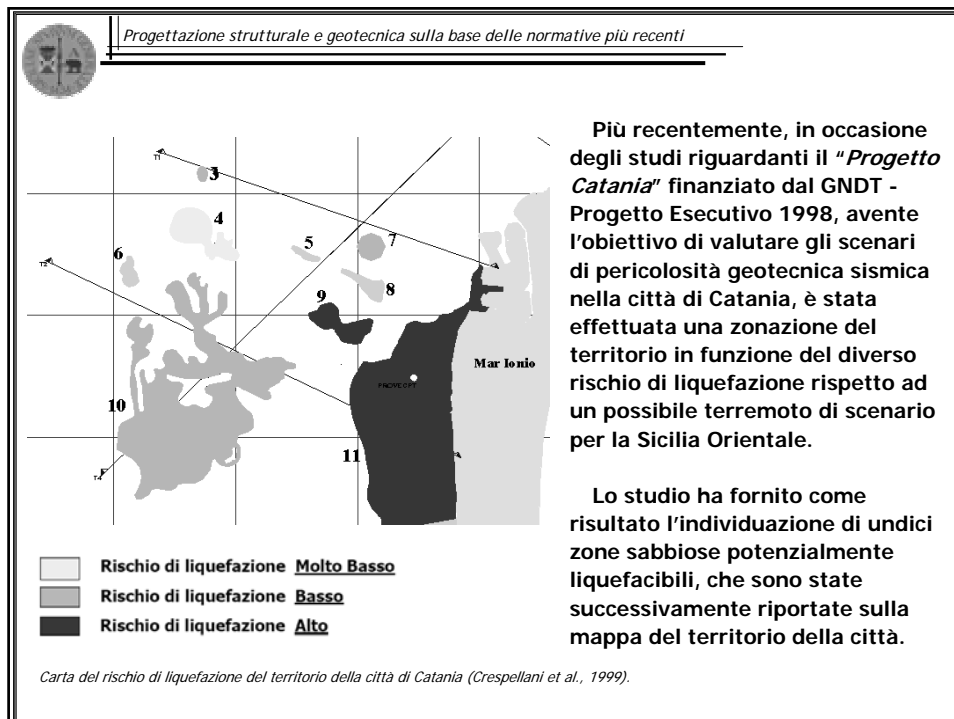 Progettazione strutturale e geotecnica sulla base delle normative più recenti
T1
3
4
5
7
6
T2
8
9
Mar Ionio
PROVE CPT
10
11
T4
Rischio di liquefazione Molto Basso
Rischio di liquefazione Basso
Rischio di liquefazione Alto
Carta del rischio di liquefazione del territorio della città di Catania (Crespellani et al., 1999).
Più recentemente, in occasione
degli studi riguardanti il “Progetto
Catania” finanziato dal GNDT -
Progetto Esecutivo 1998, avente
l’obiettivo di valutare gli scenari
di pericolosità geotecnica sismica
nella città di Catania, è stata
effettuata una zonazione del
territorio in funzione del diverso
rischio di liquefazione rispetto ad
un possibile terremoto di scenario
per la Sicilia Orientale.
Lo studio ha fornito come
risultato l’individuazione di undici
zone sabbiose potenzialmente
liquefacibili, che sono state
successivamente riportate sulla
mappa del territorio della città.